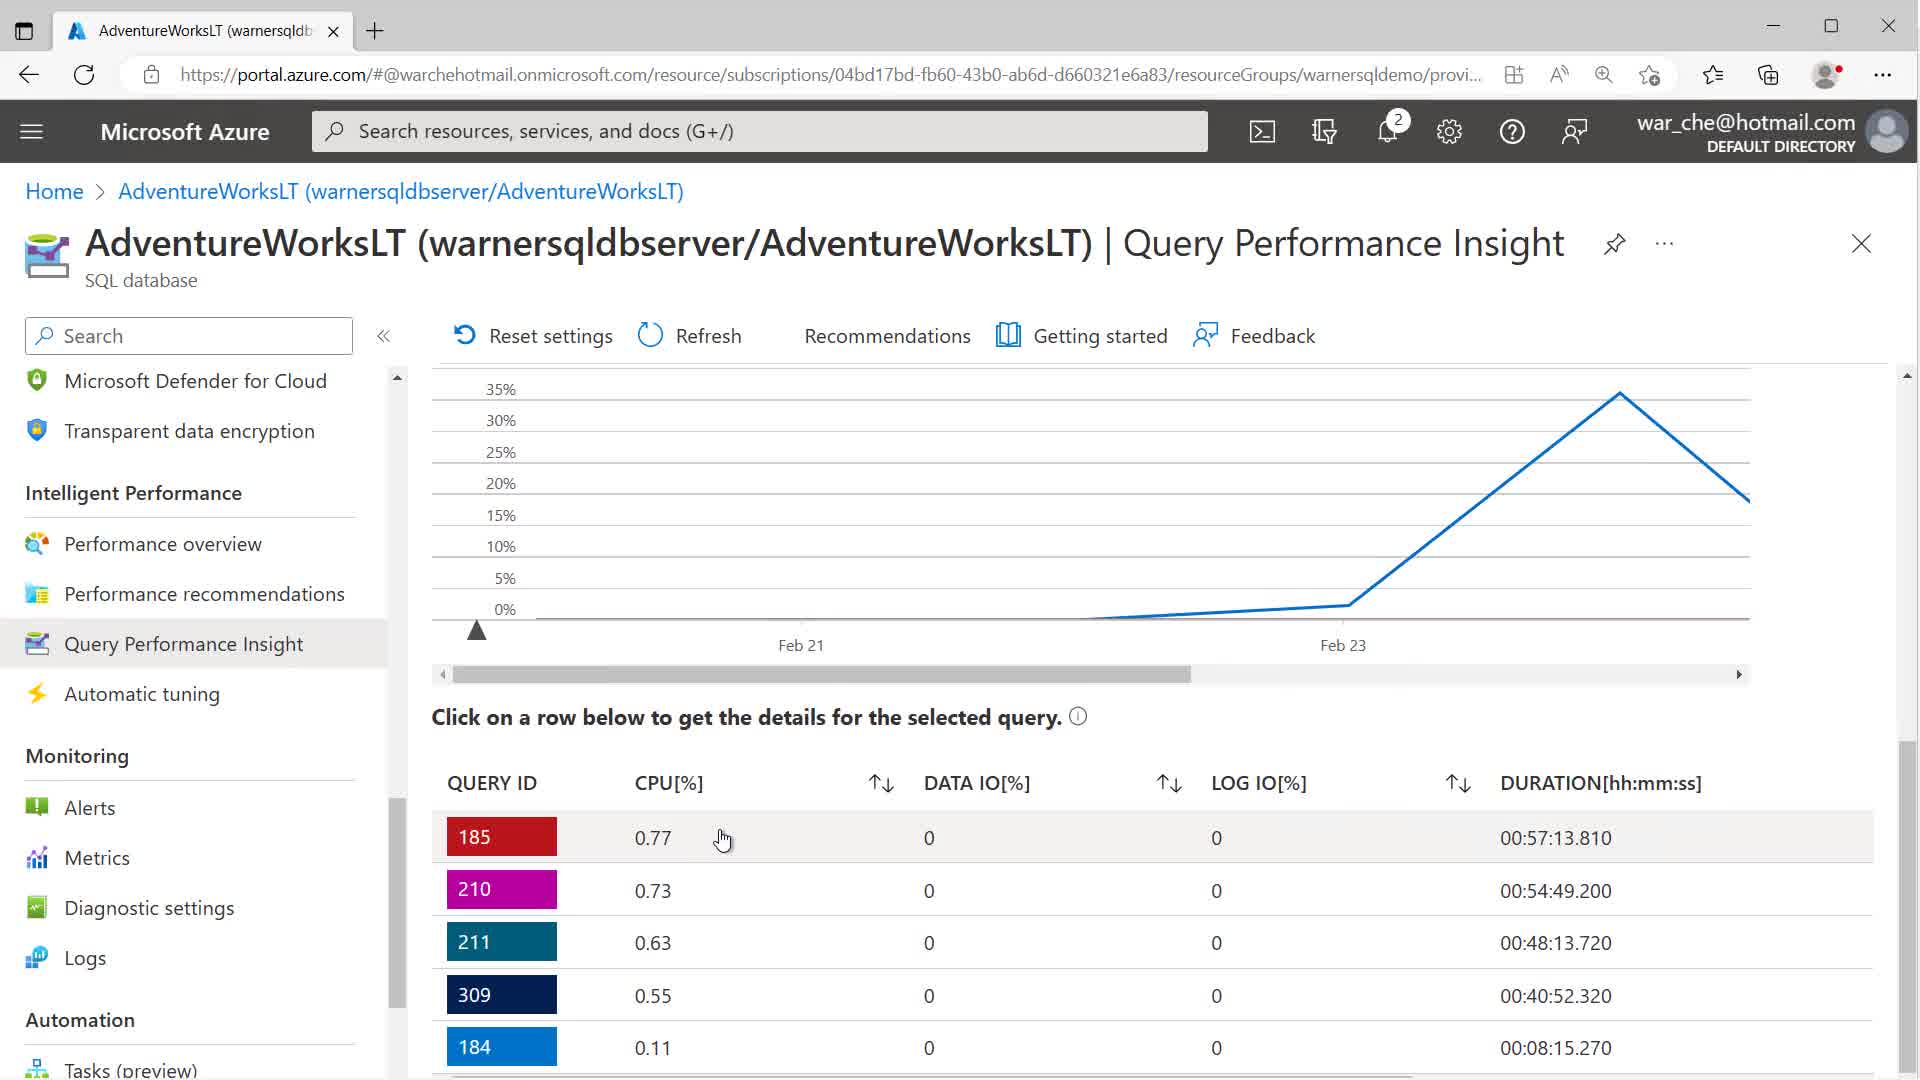 AdventureWorksLT (warnersqldb
https://portal.azure.com/#@warchehotmail.onmicrosoft.com/resource/subscriptions/04bd17bd-fb60-43b0-ab6d-d660321e6a83/resourceGroups/warnersqldemo/provi...
Microsoft Azure
Search resources, services, and docs (G+/)
2
war_che@hotmail.com
DEFAULT DIRECTORY
Home > AdventureWorksLT (warnersqldbserver/AdventureWorksLT)
AdventureWorksLT (warnersqldbserver/AdventureWorksLT) | Query Performance Insight
SQL database
Search
Reset settings
Refresh
Recommendations
Getting started
Feedback
Microsoft Defender for Cloud
Transparent data encryption
Intelligent Performance
Performance overview
Performance recommendations
Query Performance Insight
Automatic tuning
Monitoring
Alerts
Metrics
Diagnostic settings
Logs
Automation
Tasks (preview)
35%
30%
25%
20%
15%
10%
5%
0%
Feb 21
Feb 23
Click on a row below to get the details for the selected query.
QUERY ID CPU[%] DATA IO[%] LOG IO[%] DURATION[hh:mm:ss]
185 0.77 0 0 00:57:13.810
210 0.73 0 0 00:54:49.200
211 0.63 0 0 00:48:13.720
309 0.55 0 0 00:40:52.320
184 0.11 0 0 00:08:15.270